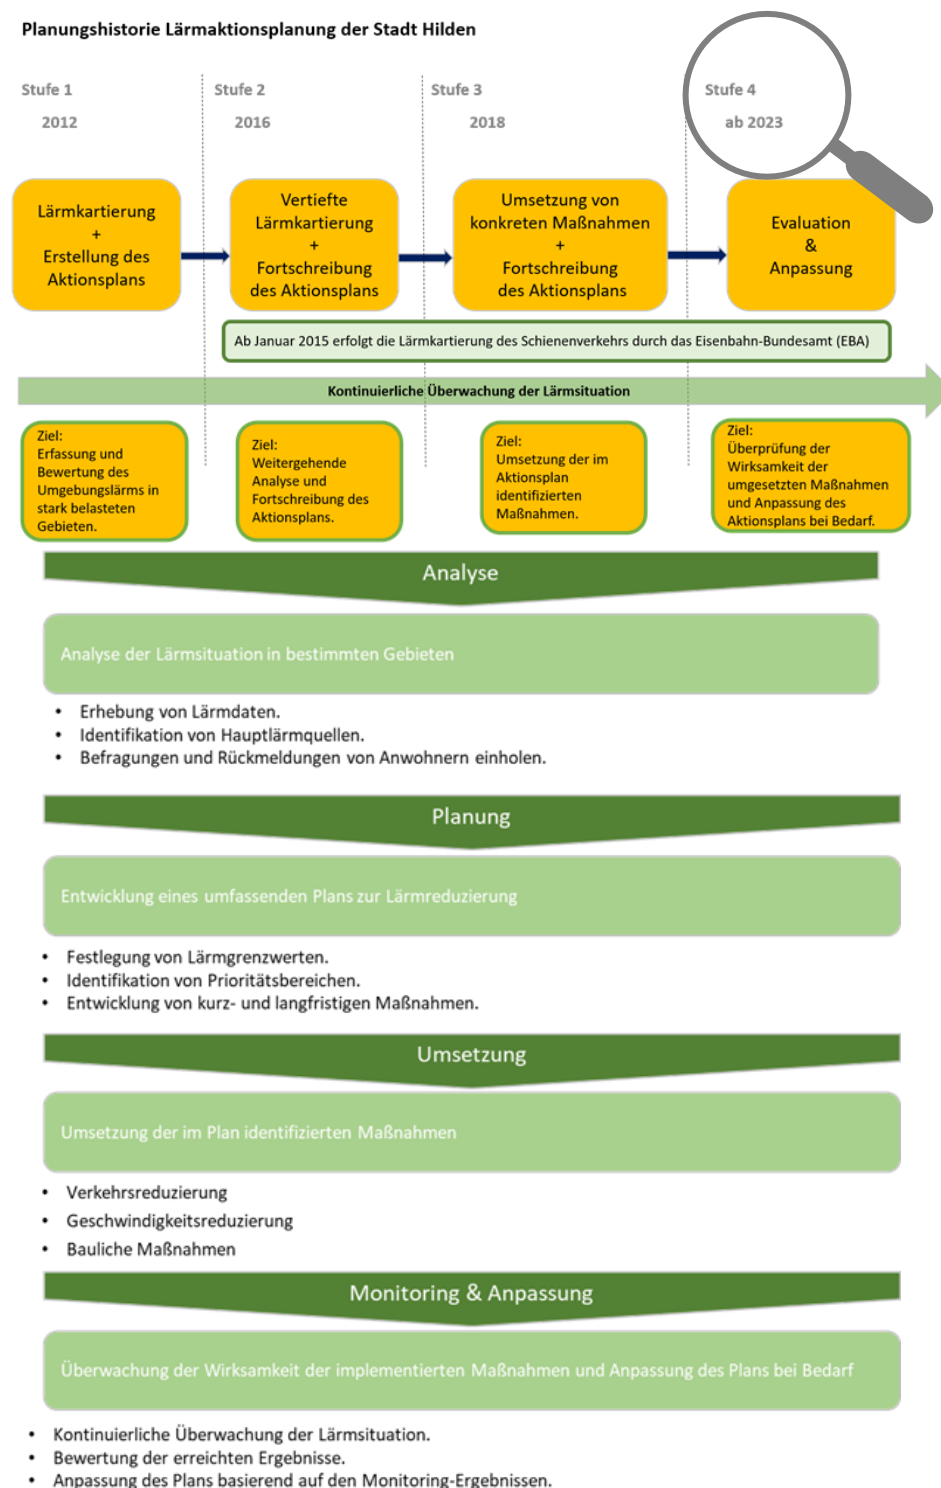 Planungshistorie Lärmaktionsplanung der Stadt Hilden
Stufe 1
2012
Stufe 2
2016
Stufe 3
2018
Stufe 4
ab 2023
Lärmkartierung
+
Erstellung des
Aktionsplans
Vertiefte
Lärmkartierung
+
Fortschreibung
des Aktionsplans
Umsetzung von
konkreten Maßnahmen
+
Fortschreibung
des Aktionsplans
Evaluation
&
Anpassung
Ab Januar 2015 erfolgt die Lärmkartierung des Schienenverkehrs durch das Eisenbahn-Bundesamt (EBA)
Kontinuierliche Überwachung der Lärmsituation
Ziel:
Erfassung und
Bewertung des
Umgebungslärms in
stark belasteten
Gebieten.
Ziel:
Weitergehende
Analyse und
Fortschreibung des
Aktionsplans.
Ziel:
Umsetzung der im
Aktionsplan
identifizierten
Maßnahmen.
Ziel:
Überprüfung der
Wirksamkeit der
umgesetzten Maßnahmen
und Anpassung des
Aktionsplans bei Bedarf.
Analyse
Analyse der Lärmsituation in bestimmten Gebieten
• Erhebung von Lärmdaten.
• Identifikation von Hauptlärmquellen.
• Befragungen und Rückmeldungen von Anwohnern einholen.
Planung
Entwicklung eines umfassenden Plans zur Lärmreduzierung
• Festlegung von Lärmgrenzwerten.
• Identifikation von Prioritätsbereichen.
• Entwicklung von kurz- und langfristigen Maßnahmen.
Umsetzung
Umsetzung der im Plan identifizierten Maßnahmen
• Verkehrsreduzierung
• Geschwindigkeitsreduzierung
• Bauliche Maßnahmen
Monitoring & Anpassung
Überwachung der Wirksamkeit der implementierten Maßnahmen und Anpassung des Plans bei Bedarf
• Kontinuierliche Überwachung der Lärmsituation.
• Bewertung der erreichten Ergebnisse.
• Anpassung des Plans basierend auf den Monitoring-Ergebnissen.